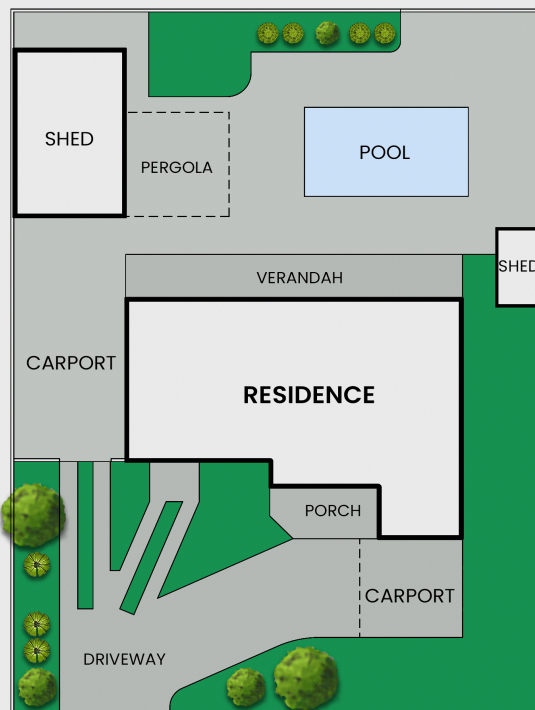 SHED
PERGOLA
POOL
SHED
VERANDAH
CARPORT
RESIDENCE
PORCH
CARPORT
DRIVEWAY